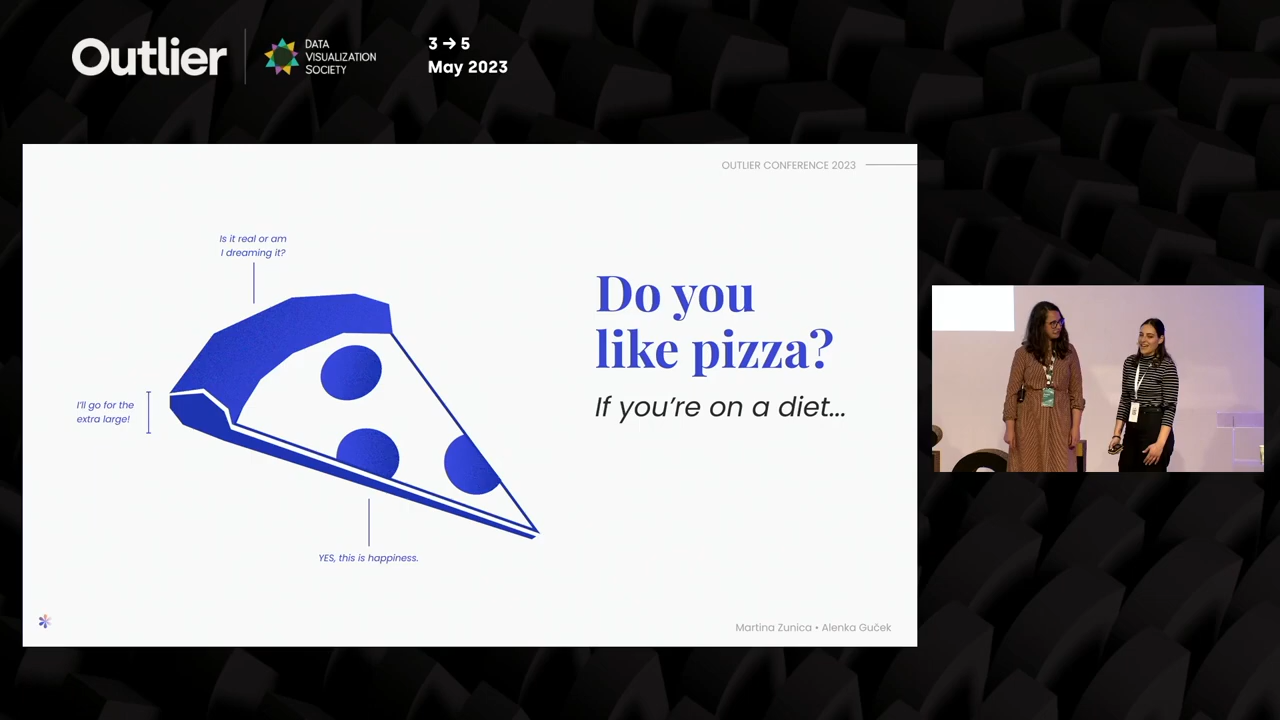 Outlier
DATA
VISUALIZATION
SOCIETY
3 → 5
May 2023
OUTLIER CONFERENCE 2023
Is it real or am
I dreaming it?
Do you
like pizza?
If you're on a diet...
I'll go for the
extra large!
YES, this is happiness.
Martina Zunica • Alenka Guček